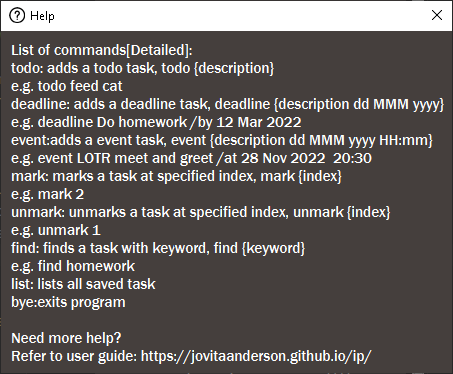 Help
List of commands[Detailed]:
todo: adds a todo task, todo {description}
e.g. todo feed cat
deadline: adds a deadline task, deadline {description dd MMM yyyy}
e.g. deadline Do homework /by 12 Mar 2022
event:adds a event task, event {description dd MMM yyyy HH:mm}
e.g. event LOTR meet and greet /at 28 Nov 2022  20:30
mark: marks a task at specified index, mark {index}
e.g. mark 2
unmark: unmarks a task at specified index, unmark {index}
e.g. unmark 1
find: finds a task with keyword, find {keyword}
e.g. find homework
list: lists all saved task
bye:exits program

Need more help?
Refer to user guide: https://jovitaanderson.github.io/ip/